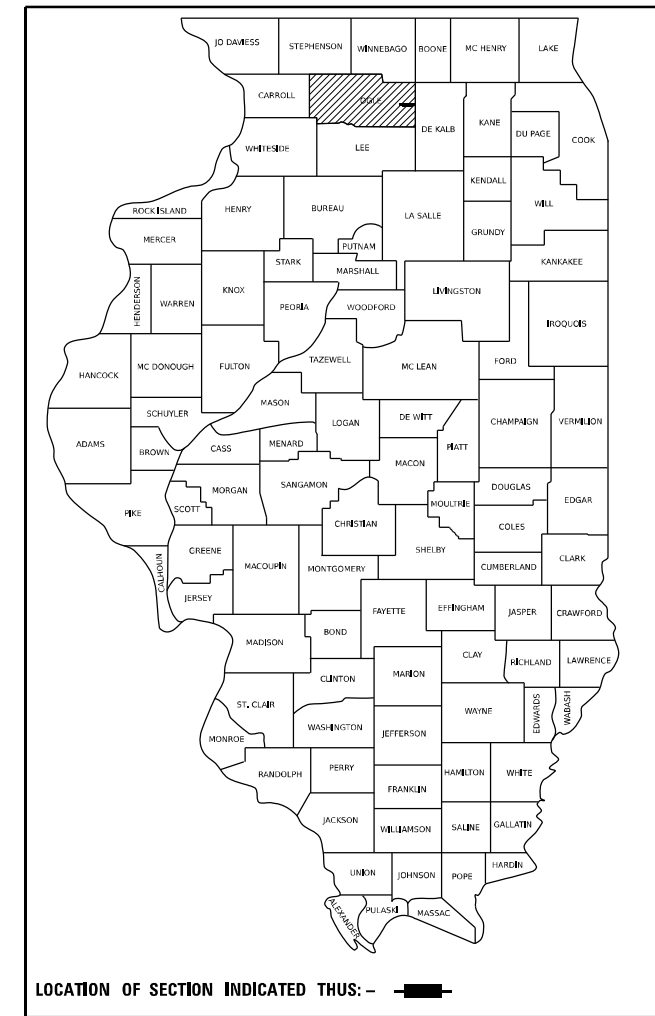 JO DAVIESS
STEPHENSON
WINNEBAGO
BOONE
MC HENRY
LAKE
CARROLL
OGLE
DE KALB
KANE
DU PAGE
COOK
WHITESIDE
LEE
KENDALL
WILL
ROCK ISLAND
HENRY
BUREAU
LA SALLE
GRUNDY
MERCER
PUTNAM
KANKAKEE
STARK
MARSHALL
HENDERSON
WARREN
KNOX
PEORIA
WOODFORD
LIVINGSTON
IROQUOIS
HANCOCK
MC DONOUGH
FULTON
TAZEWELL
MC LEAN
FORD
MASON
SCHUYLER
LOGAN
DE WITT
CHAMPAIGN
VERMILION
ADAMS
BROWN
CASS
MENARD
PIATT
MACON
MORGAN
SANGAMON
DOUGLAS
PIKE
SCOTT
MOULTRIE
EDGAR
CHRISTIAN
COLES
GREENE
SHELBY
CALHOUN
MACOUPIN
MONTGOMERY
CUMBERLAND
CLARK
JERSEY
FAYETTE
EFFINGHAM
JASPER
CRAWFORD
MADISON
BOND
CLAY
RICHLAND
LAWRENCE
CLINTON
MARION
ST. CLAIR
WAYNE
EDWARDS
WABASH
WASHINGTON
MONROE
JEFFERSON
RANDOLPH
PERRY
HAMILTON
WHITE
FRANKLIN
JACKSON
WILLIAMSON
SALINE
GALLATIN
UNION
JOHNSON
POPE
HARDIN
ALEXANDER
PULASKI
MASSAC
LOCATION OF SECTION INDICATED THUS: –